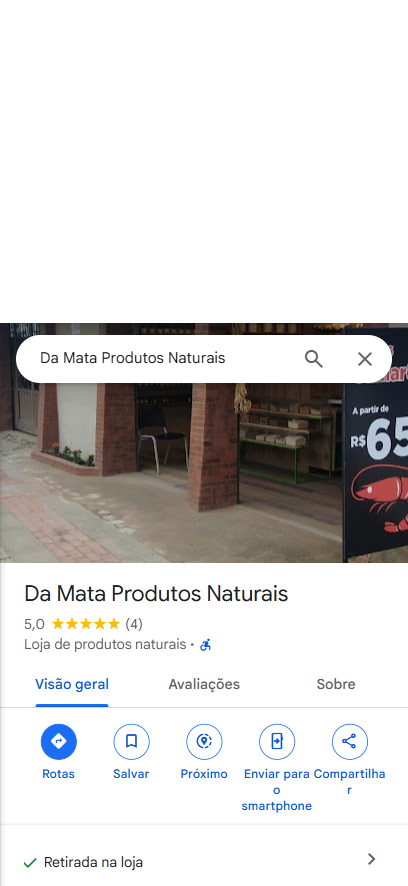 Da Mata Produtos Naturais
A partir de
R$65
Da Mata Produtos Naturais
5,0 (4)
Loja de produtos naturais ·
Visão geral
Avaliações
Sobre
Rotas
Salvar
Próximo
Enviar para
o
smartphone
Compartilha
r
Retirada na loja